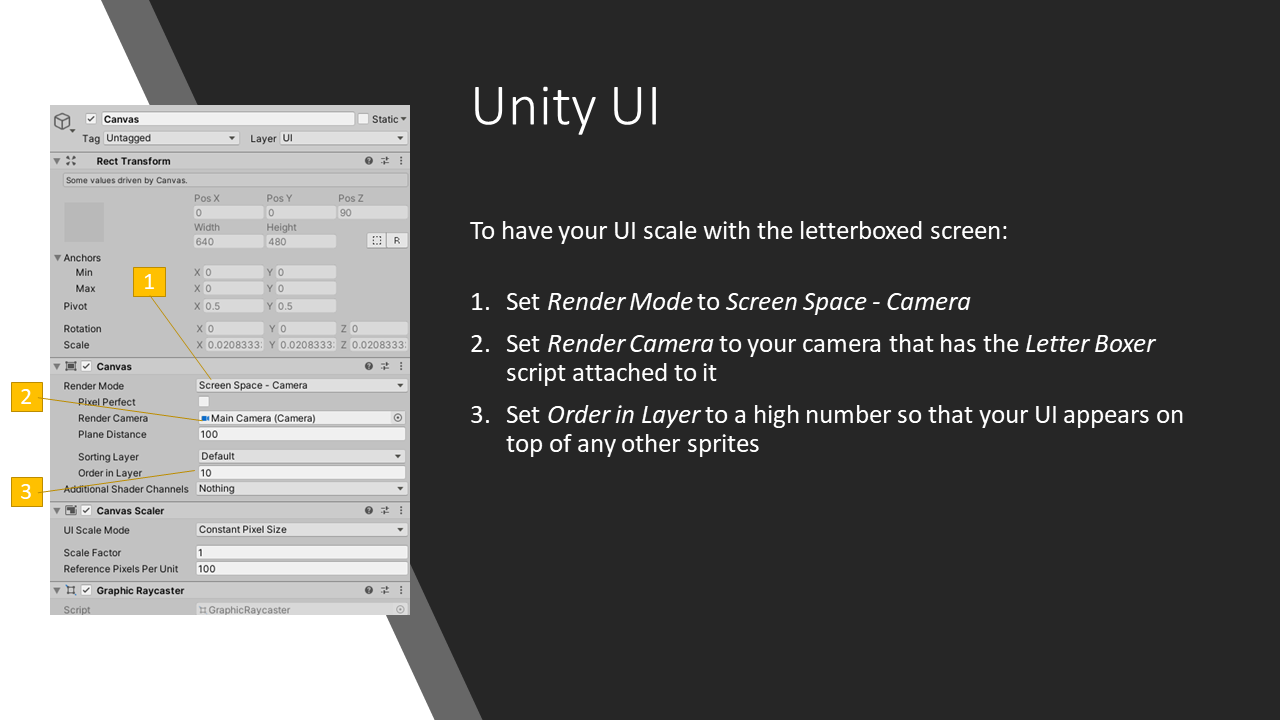 Unity UI
To have your UI scale with the letterboxed screen:
1. Set Render Mode to Screen Space - Camera
2. Set Render Camera to your camera that has the Letter Boxer
script attached to it
3. Set Order in Layer to a high number so that your UI appears on
top of any other sprites
Canvas Static
Tag Untagged Layer UI
Rect Transform
Some values driven by Canvas.
Pos X Pos Y Pos Z
0 0 90
Width Height
640 480 R
Anchors
Min X 0 Y 0
1
Max X 0 Y 0
Pivot X 0.5 Y 0.5
Rotation X 0 Y 0 Z 0
Scale X 0.0208333 Y 0.0208333 Z 0.0208333
Canvas
Render Mode Screen Space - Camera
2
Pixel Perfect
Render Camera Main Camera (Camera)
Plane Distance 100
Sorting Layer Default
Order in Layer 10
3
Additional Shader Channels Nothing
Canvas Scaler
UI Scale Mode Constant Pixel Size
Scale Factor 1
Reference Pixels Per Unit 100
Graphic Raycaster
Script GraphicRaycaster